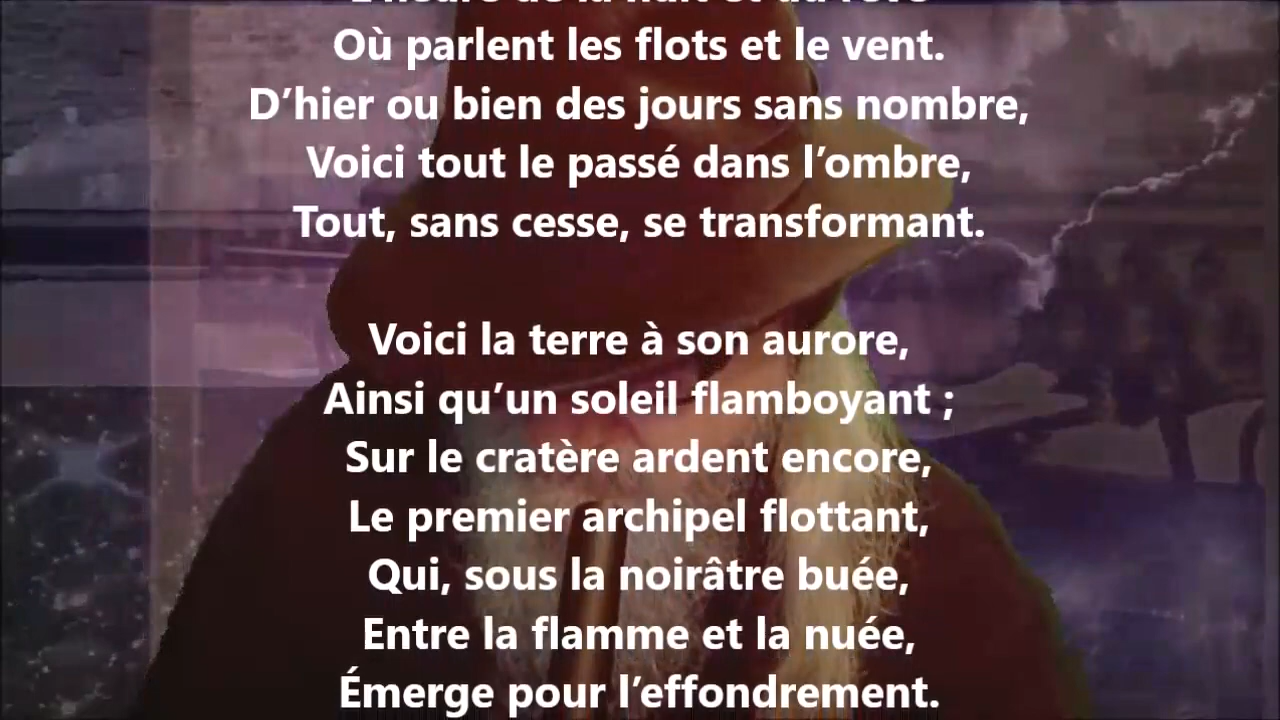 Où parlent les flots et le vent.
D’hier ou bien des jours sans nombre,
Voici tout le passé dans l’ombre,
Tout, sans cesse, se transformant.
Voici la terre à son aurore,
Ainsi qu’un soleil flamboyant ;
Sur le cratère ardent encore,
Le premier archipel flottant,
Qui, sous la noirâtre buée,
Entre la flamme et la nuée,
Émerge pour l’effondrement.